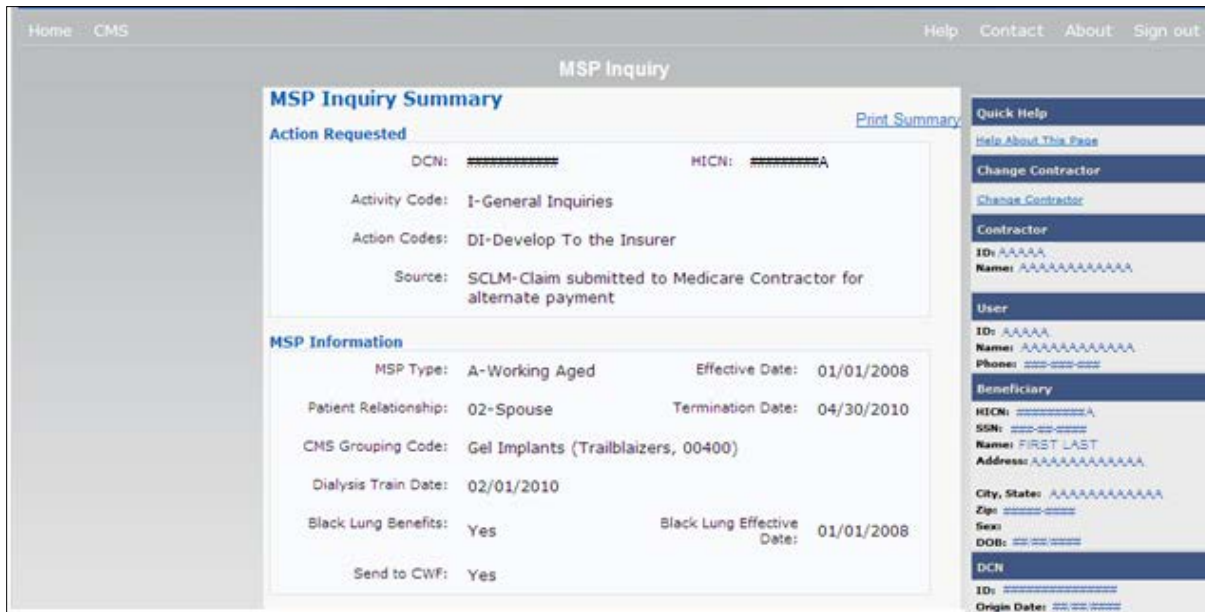 Home CMS Help Contact About Sign out
MSP Inquiry
MSP Inquiry Summary
Print Summary
Action Requested
DCN: ############ HICN: #########A
Activity Code: I-General Inquiries
Action Codes: DI-Develop To the Insurer
Source: SCLM-Claim submitted to Medicare Contractor for
alternate payment
MSP Information
MSP Type: A-Working Aged Effective Date: 01/01/2008
Patient Relationship: 02-Spouse Termination Date: 04/30/2010
CMS Grouping Code: Gel Implants (Trailblaizers, 00400)
Dialysis Train Date: 02/01/2010
Black Lung Benefits: Yes Black Lung Effective
Date: 01/01/2008
Send to CWF: Yes
Quick Help
Help About This Page
Change Contractor
Change Contractor
Contractor
ID: AAAAA
Name: AAAAAAAAAAAA
User
ID: AAAAA
Name: AAAAAAAAAAAA
Phone: ###-###-###
Beneficiary
HICN: #########A
SSN: ###-##-####
Name: FIRST LAST
Address: AAAAAAAAAAAA
City, State: AAAAAAAAAAAA
Zip: #####-####
Sex:
DOB: ##/##/####
DCN
ID: ###############
Origin Date: ##/##/####